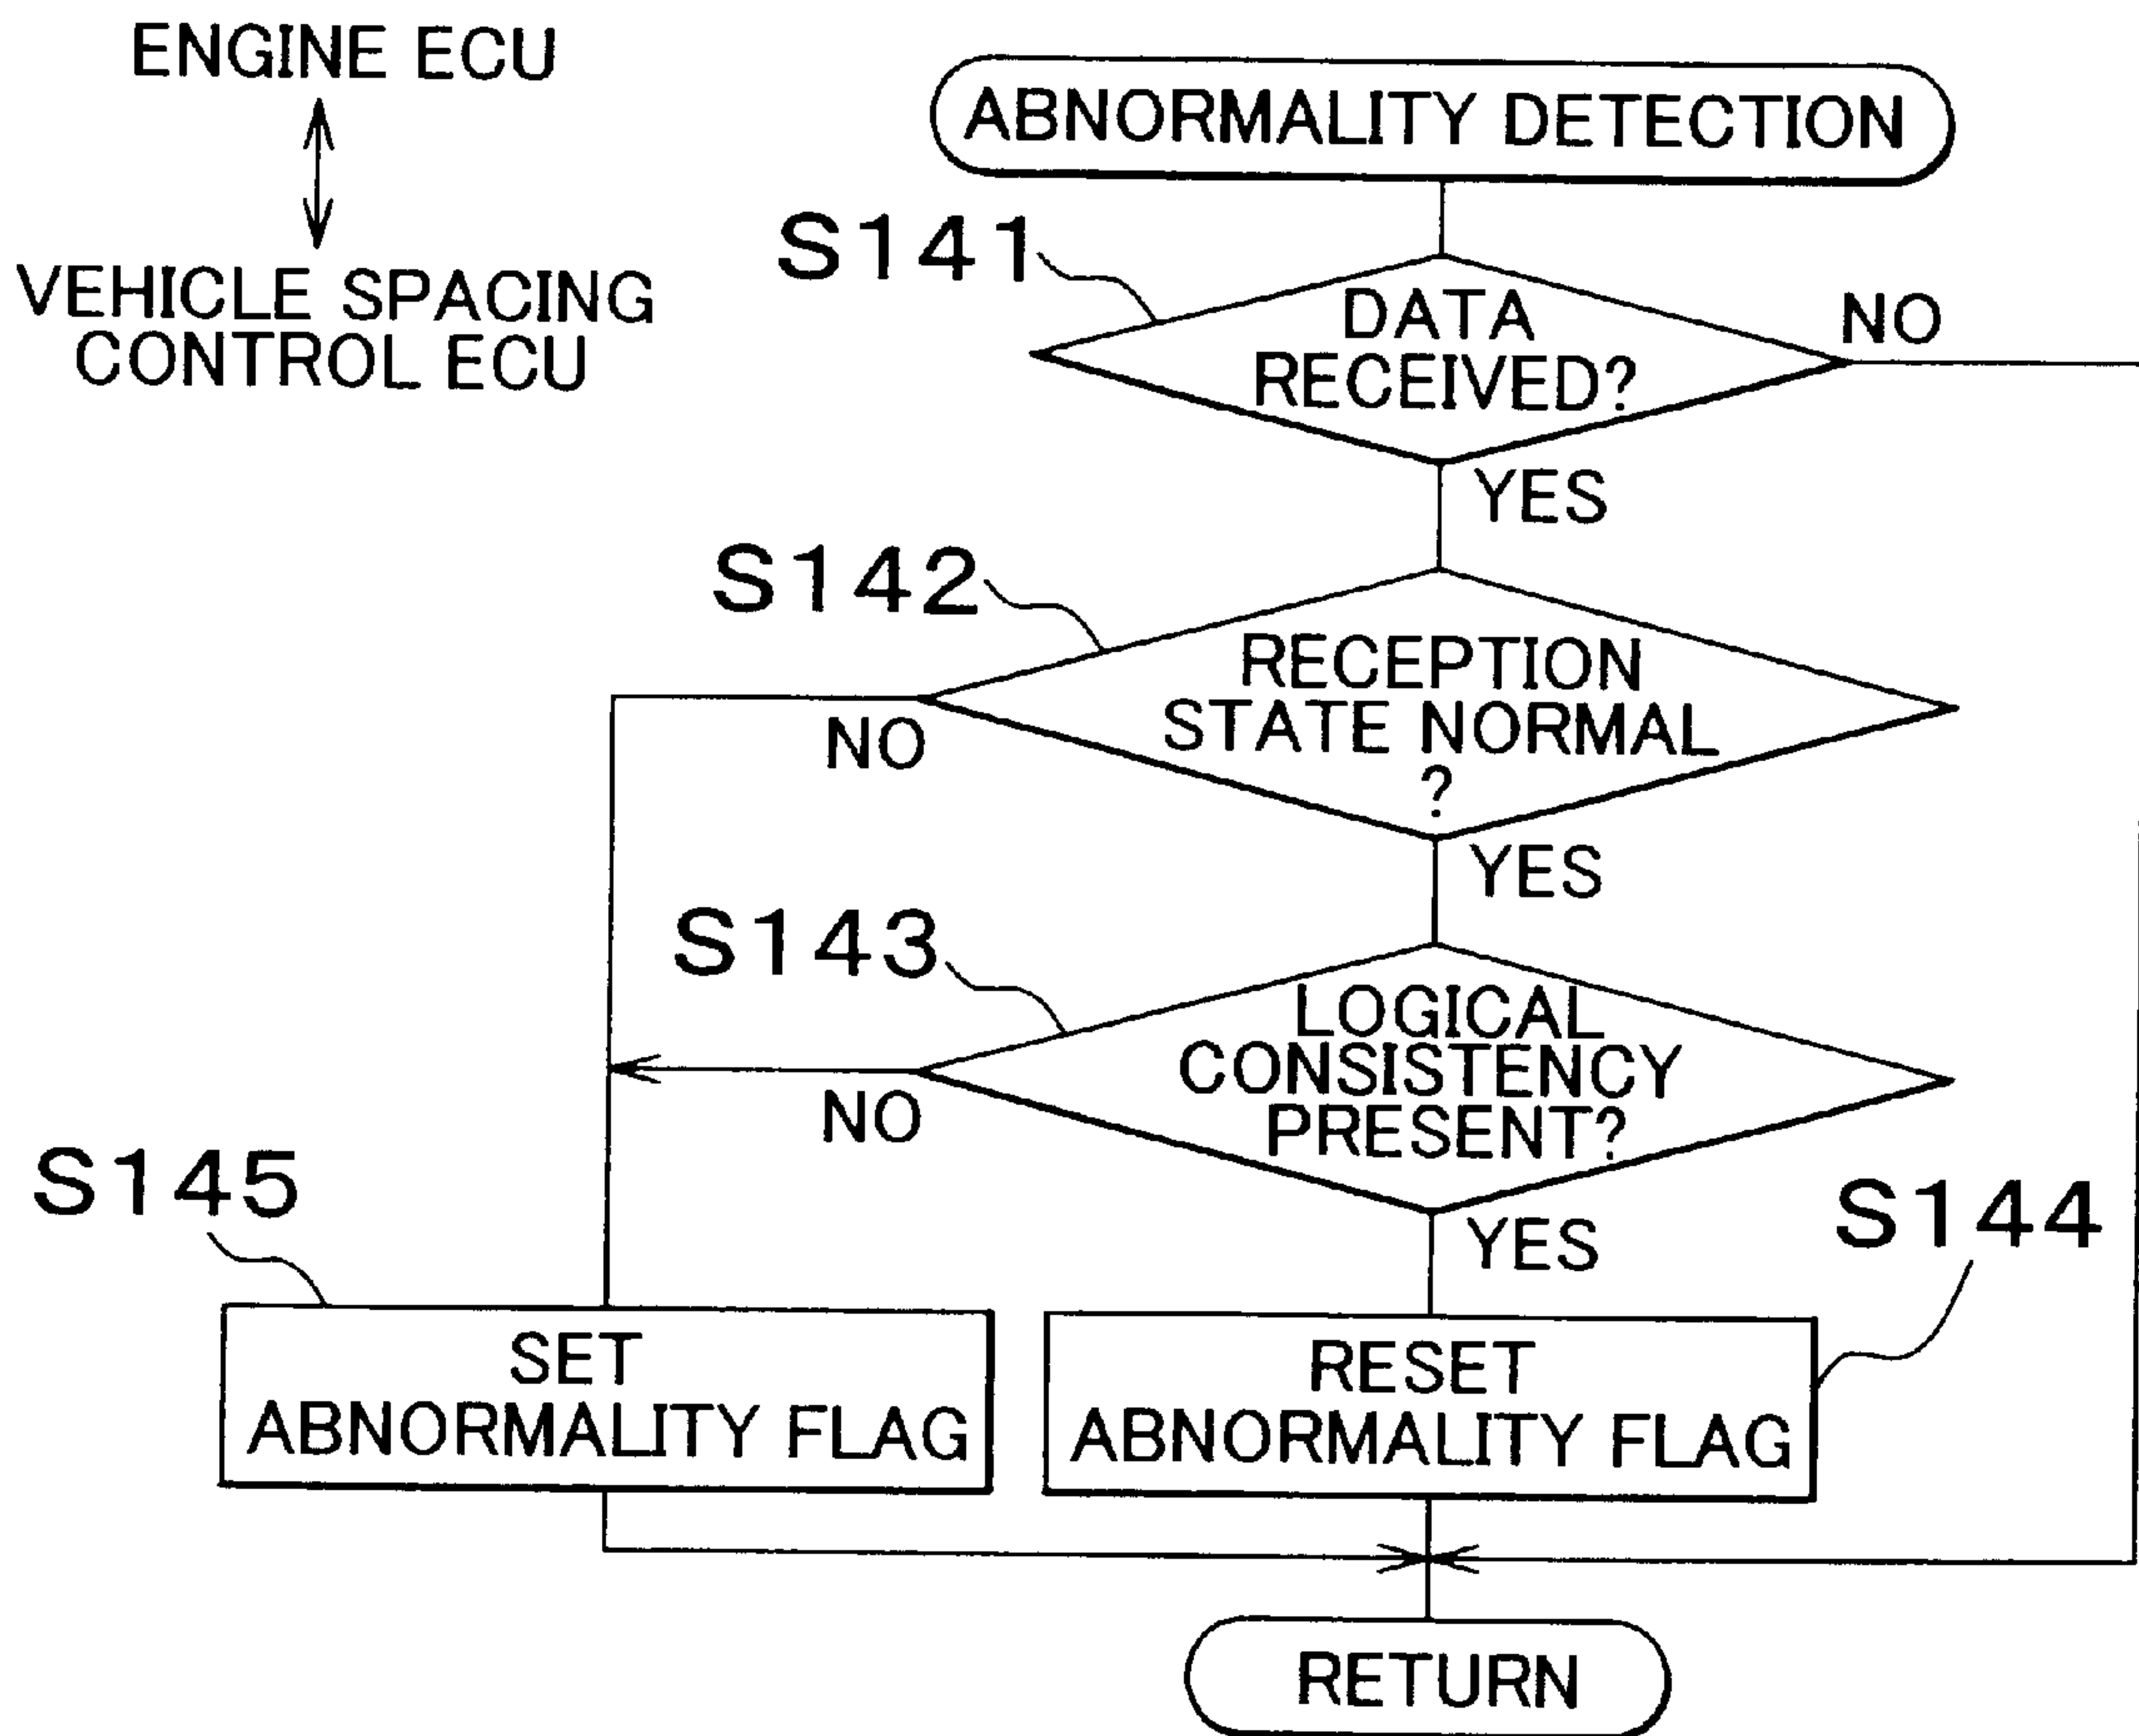 ENGINE ECU
VEHICLE SPACING
CONTROL ECU
ABNORMALITY DETECTION
S141
DATA
RECEIVED?
NO
YES
S142
RECEPTION
STATE NORMAL
?
NO
YES
S143
LOGICAL
CONSISTENCY
PRESENT?
NO
YES
S145
S144
SET
ABNORMALITY FLAG
RESET
ABNORMALITY FLAG
RETURN